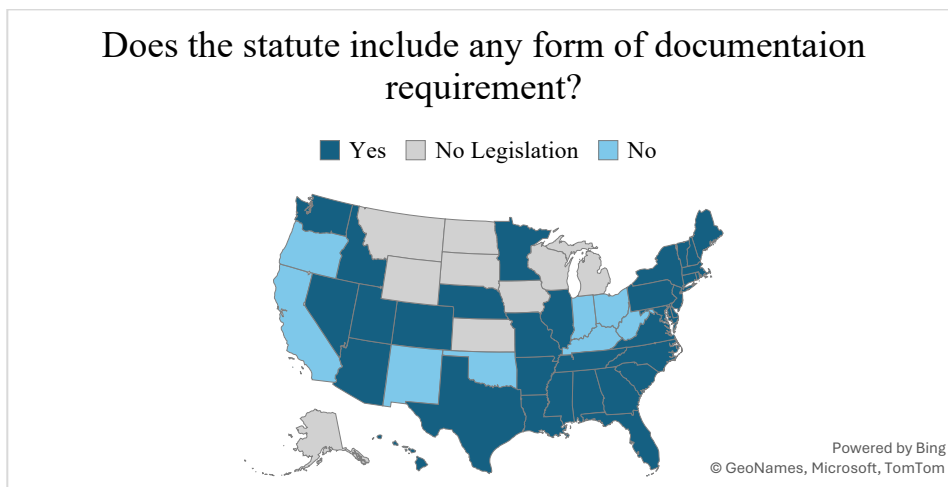 Does the statute include any form of documentaion
requirement?
Yes No Legislation No
Powered by Bing
© GeoNames, Microsoft, TomTom